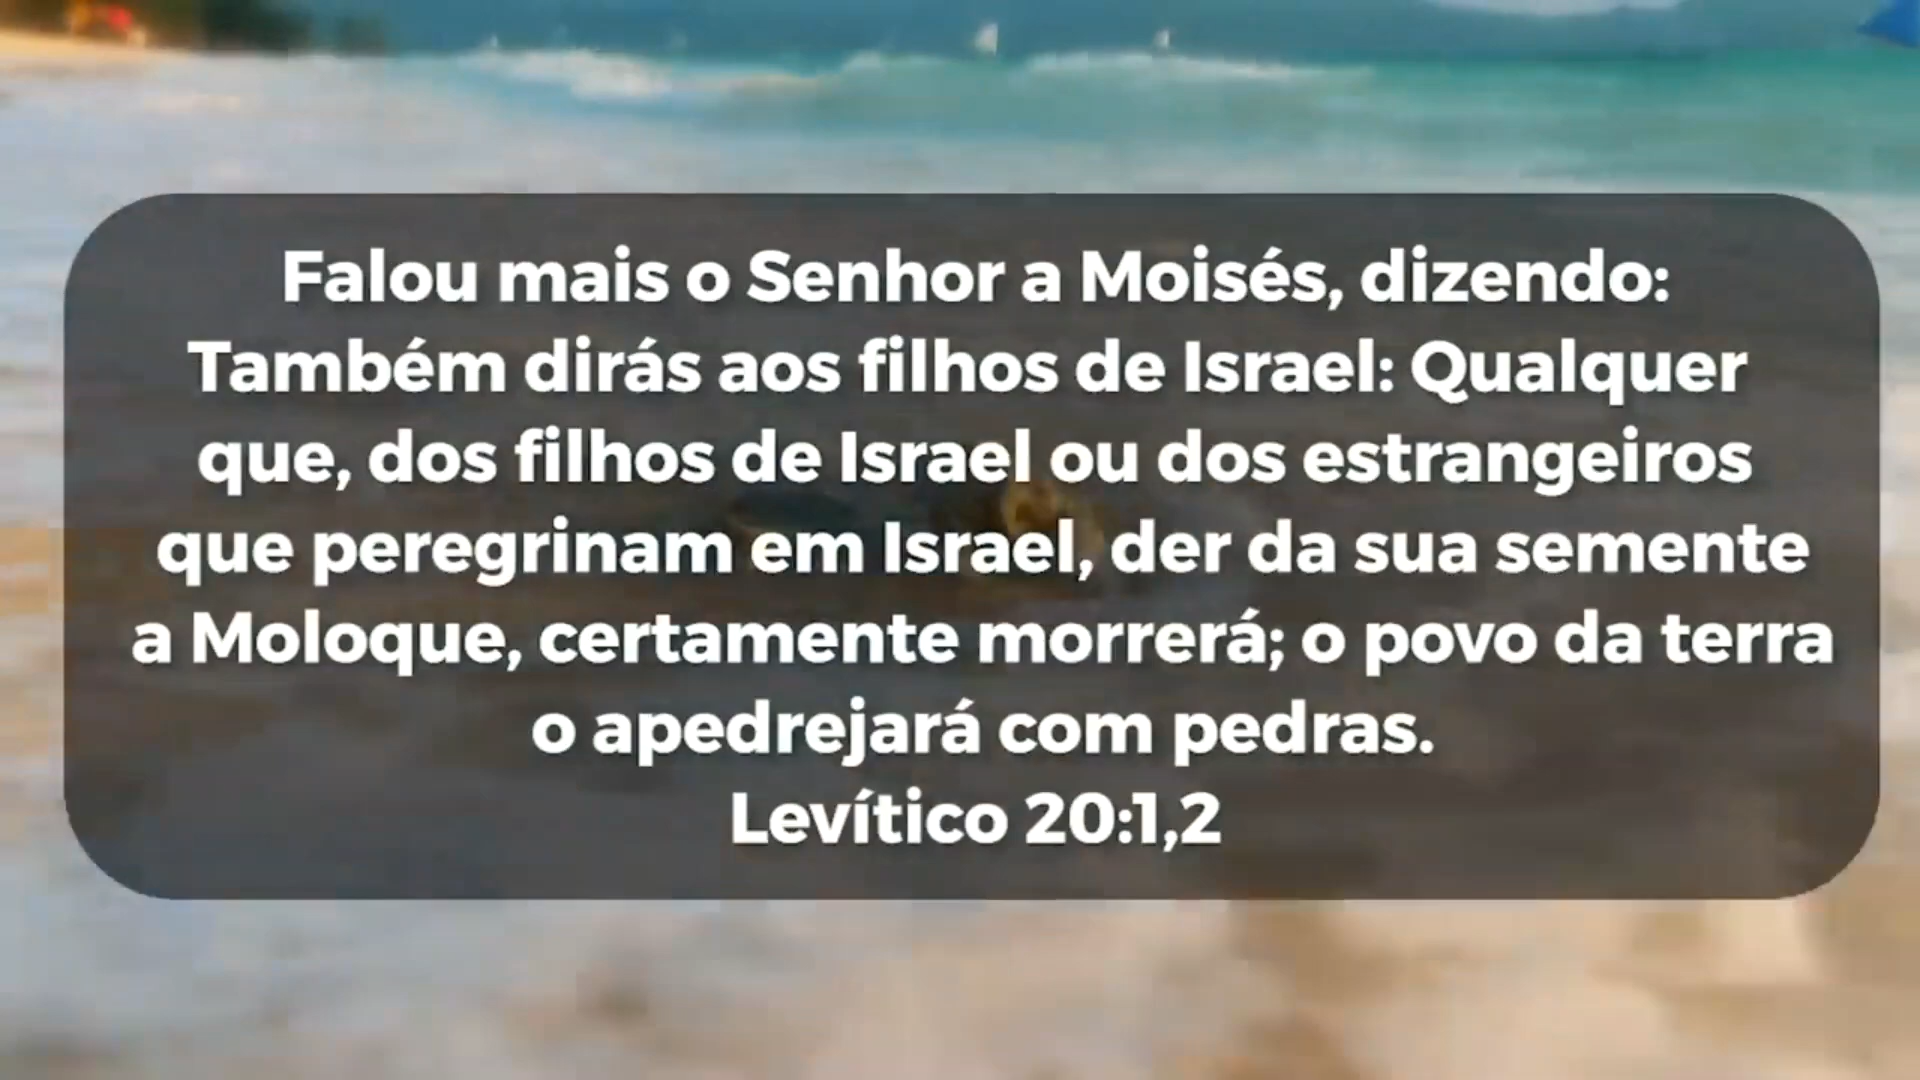 Falou mais o Senhor a Moisés, dizendo:
Também dirás aos filhos de Israel: Qualquer
que, dos filhos de Israel ou dos estrangeiros
que peregrinam em Israel, der da sua semente
a Moloque, certamente morrerá; o povo da terra
o apedrejará com pedras.
Levítico 20:1,2